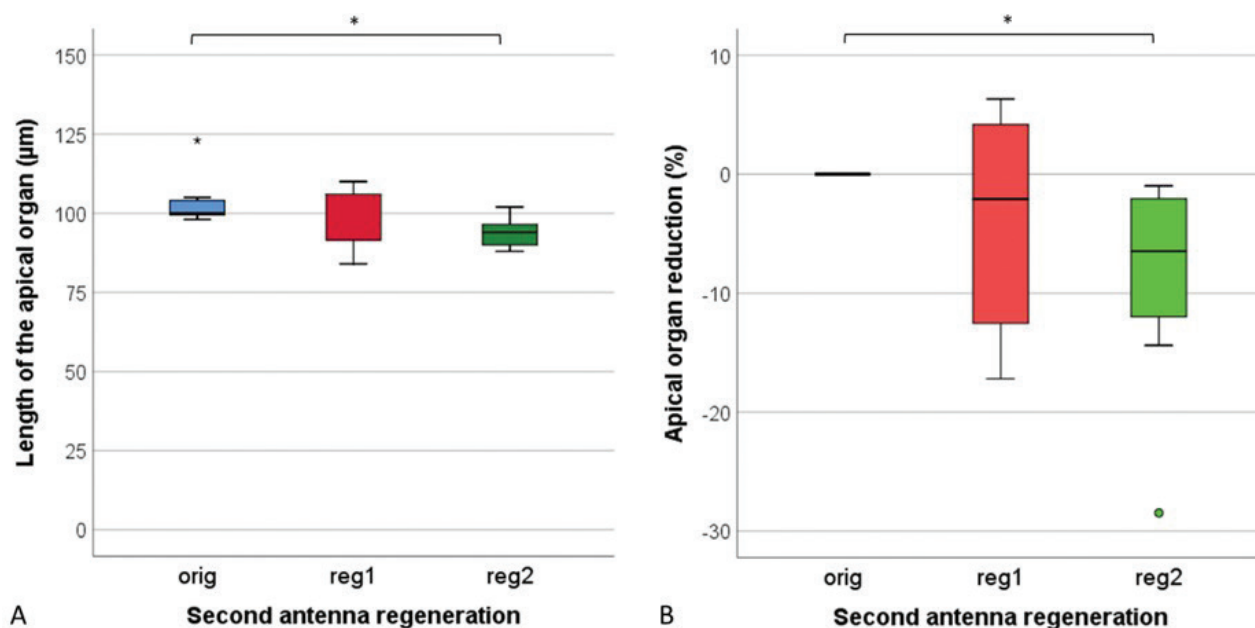 *
150
125
100
75
50
25
0
*
Length of the apical organ (µm)
orig reg1 reg2
A
Second antenna regeneration
*
10
0
-10
-20
-30
Apical organ reduction (%)
orig reg1 reg2
B
Second antenna regeneration